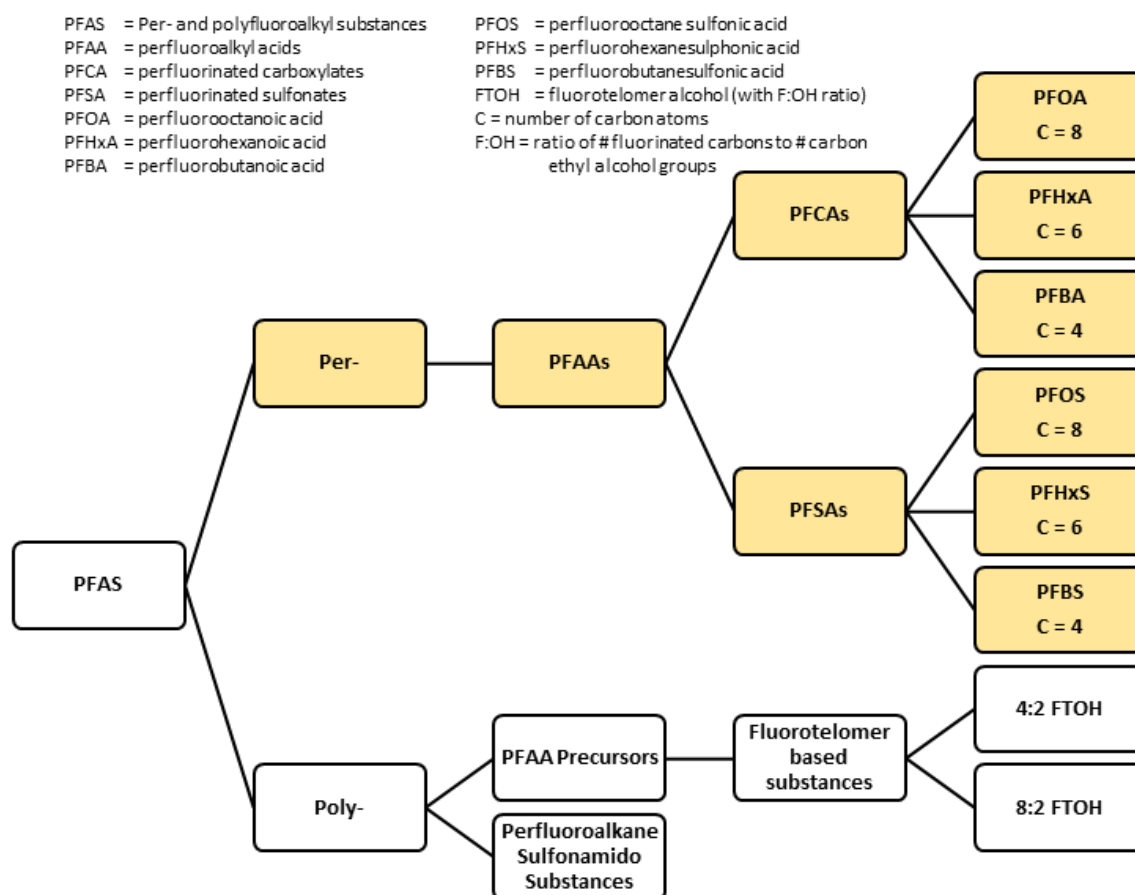 PFAS = Per- and polyfluoroalkyl substances
PFAA = perfluoroalkyl acids
PFCA = perfluorinated carboxylates
PFSA = perfluorinated sulfonates
PFOA = perfluorooctanoic acid
PFHxA = perfluorohexanoic acid
PFBA = perfluorobutanoic acid
PFOS = perfluorooctane sulfonic acid
PFHxS = perfluorohexanesulphonic acid
PFBS = perfluorobutanesulfonic acid
FTOH = fluorotelomer alcohol (with F:OH ratio)
C = number of carbon atoms
F:OH = ratio of # fluorinated carbons to # carbon
ethyl alcohol groups
PFAS
Per-
PFAAs
PFCAs
PFOA
C = 8
PFHxA
C = 6
PFBA
C = 4
PFSAs
PFOS
C = 8
PFHxS
C = 6
PFBS
C = 4
Poly-
PFAA Precursors
Fluorotelomer
based
substances
4:2 FTOH
8:2 FTOH
Perfluoroalkane
Sulfonamido
Substances